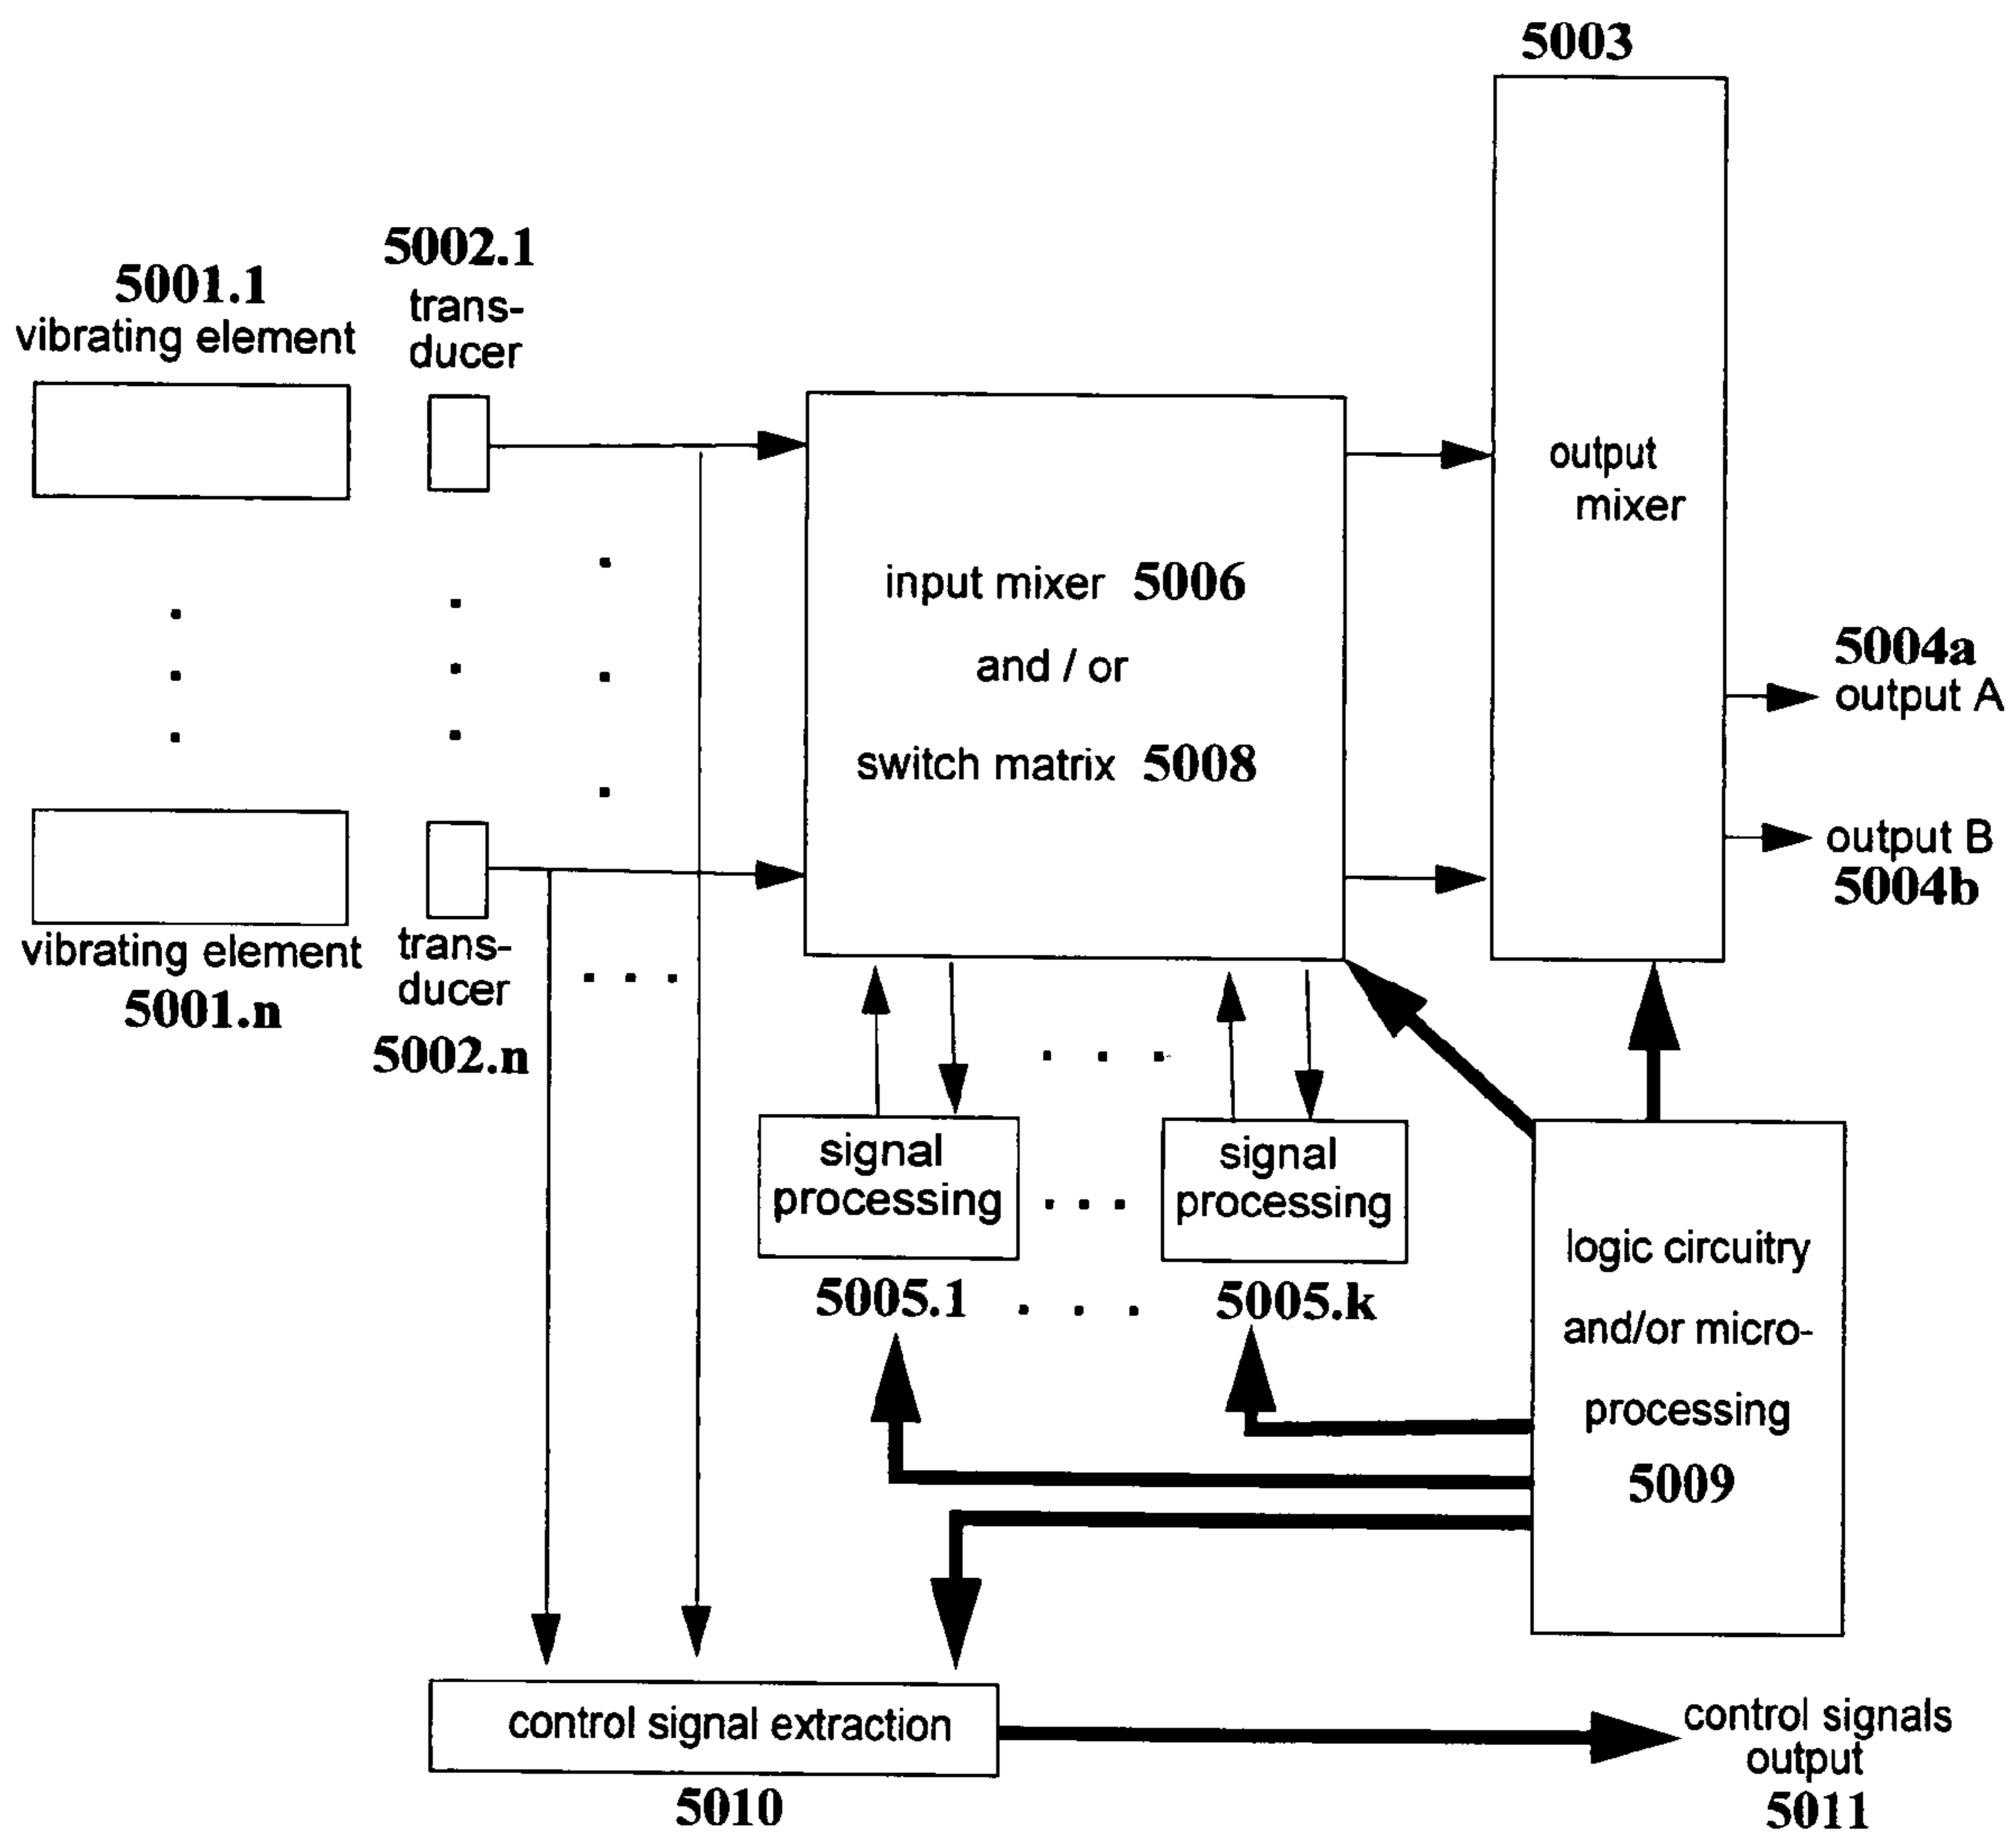 5003
5002.1
trans-
ducer
5001.1
vibrating element
output
mixer
input mixer 5006
and / or
switch matrix 5008
5004a
output A
output B
5004b
vibrating element
5001.n
trans-
ducer
5002.n
signal
processing
5005.1
signal
processing
5005.k
logic circuitry
and/or micro-
processing
5009
control signal extraction
5010
control signals
output
5011